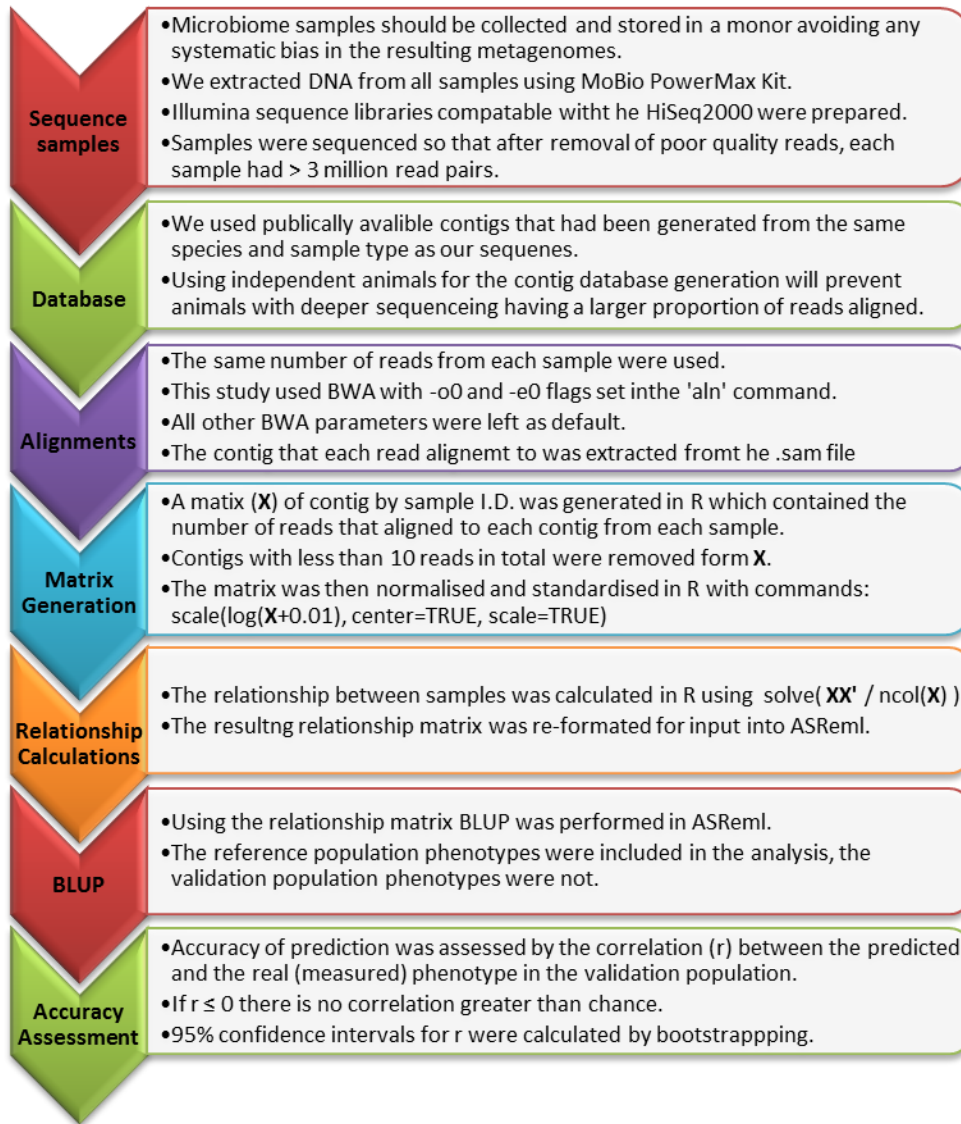 Sequence
samples
•Microbiome samples should be collected and stored in a monor avoiding any
systematic bias in the resulting metagenomes.
•We extracted DNA from all samples using MoBio PowerMax Kit.
•Illumina sequence libraries compatable witht he HiSeq2000 were prepared.
•Samples were sequenced so that after removal of poor quality reads, each
sample had > 3 million read pairs.
Database
•We used publically avalible contigs that had been generated from the same
species and sample type as our sequenes.
•Using independent animals for the contig database generation will prevent
animals with deeper sequenceing having a larger proportion of reads aligned.
Alignments
•The same number of reads from each sample were used.
•This study used BWA with -o0 and -e0 flags set inthe 'aln' command.
•All other BWA parameters were left as default.
•The contig that each read alignemt to was extracted fromt he .sam file
Matrix
Generation
•A matix (X) of contig by sample I.D. was generated in R which contained the
number of reads that aligned to each contig from each sample.
•Contigs with less than 10 reads in total were removed form X.
•The matrix was then normalised and standardised in R with commands:
scale(log(X+0.01), center=TRUE, scale=TRUE)
Relationship
Calculations
•The relationship between samples was calculated in R using solve( XX' / ncol(X) )
•The resultng relationship matrix was re-formated for input into ASReml.
BLUP
•Using the relationship matrix BLUP was performed in ASReml.
•The reference population phenotypes were included in the analysis, the
validation population phenotypes were not.
Accuracy
Assessment
•Accuracy of prediction was assessed by the correlation (r) between the predicted
and the real (measured) phenotype in the validation population.
•If r ≤ 0 there is no correlation greater than chance.
•95% confidence intervals for r were calculated by bootstrappping.